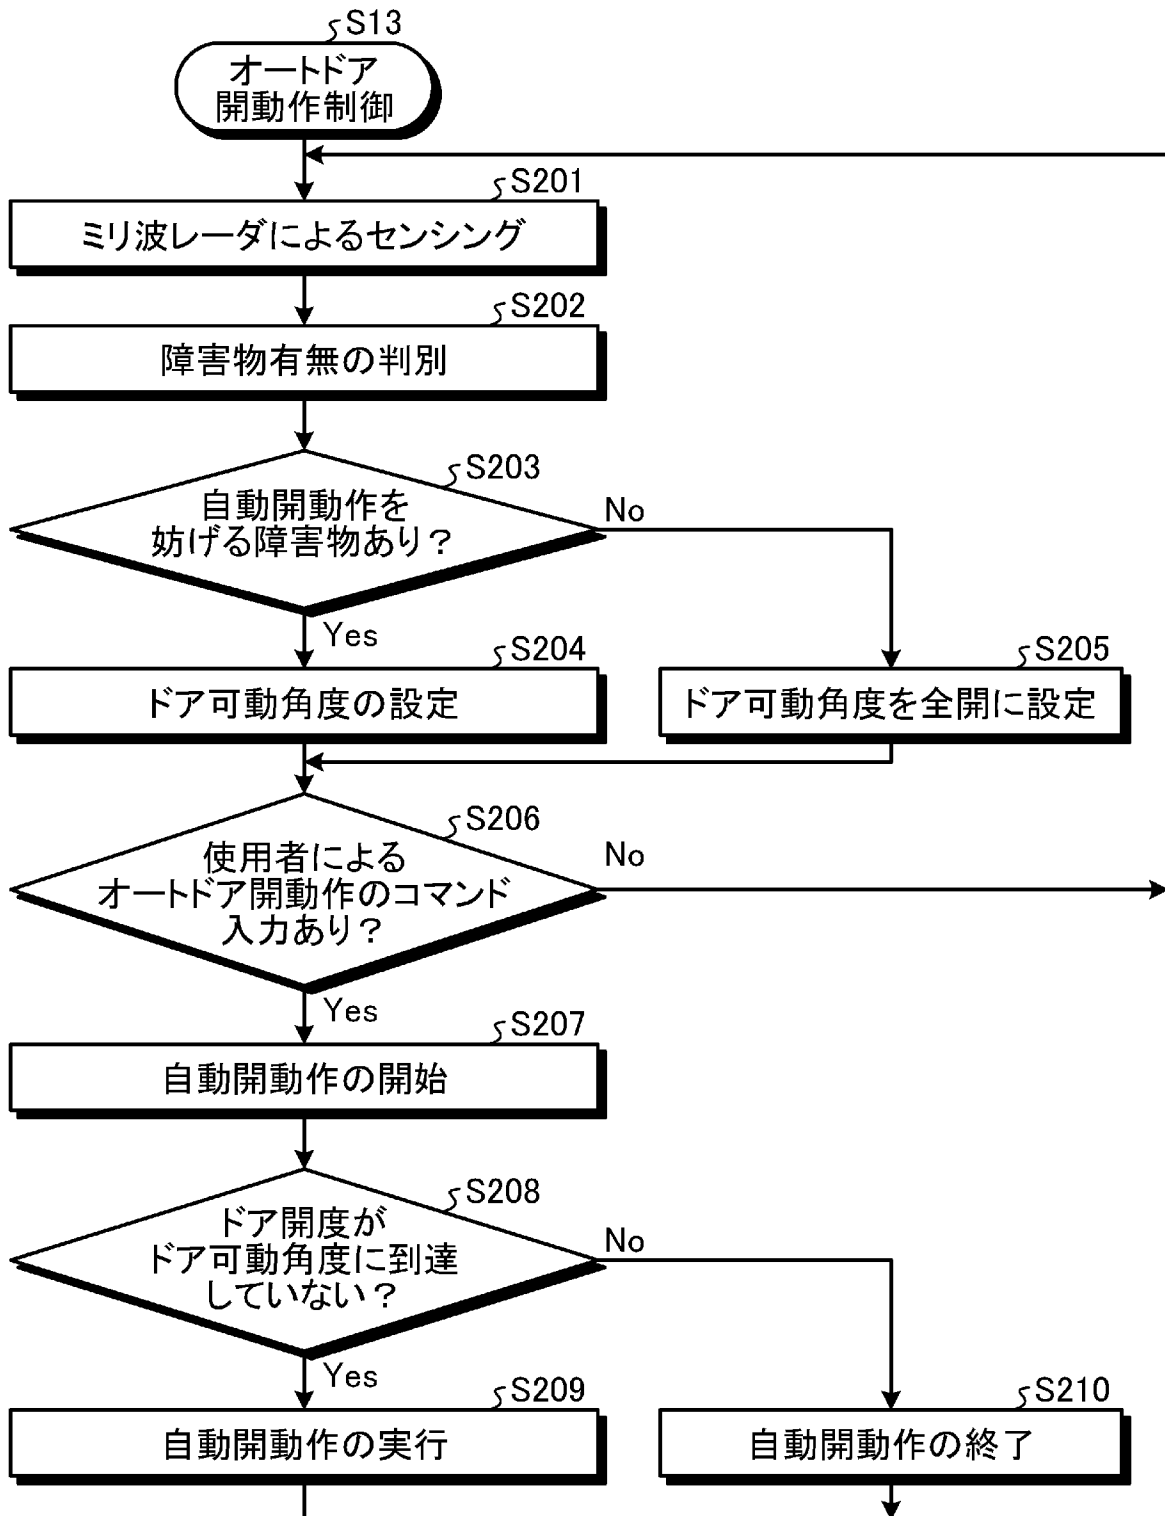 S13
オートドア
開動作制御
S201
ミリ波レーダによるセンシング
S202
障害物有無の判別
S203
自動開動作を
妨げる障害物あり？
No
Yes
S204
ドア可動角度の設定
S205
ドア可動角度を全開に設定
S206
使用者による
オートドア開動作のコマンド
入力あり？
No
Yes
S207
自動開動作の開始
S208
ドア開度が
ドア可動角度に到達
していない？
No
Yes
S209
自動開動作の実行
S210
自動開動作の終了